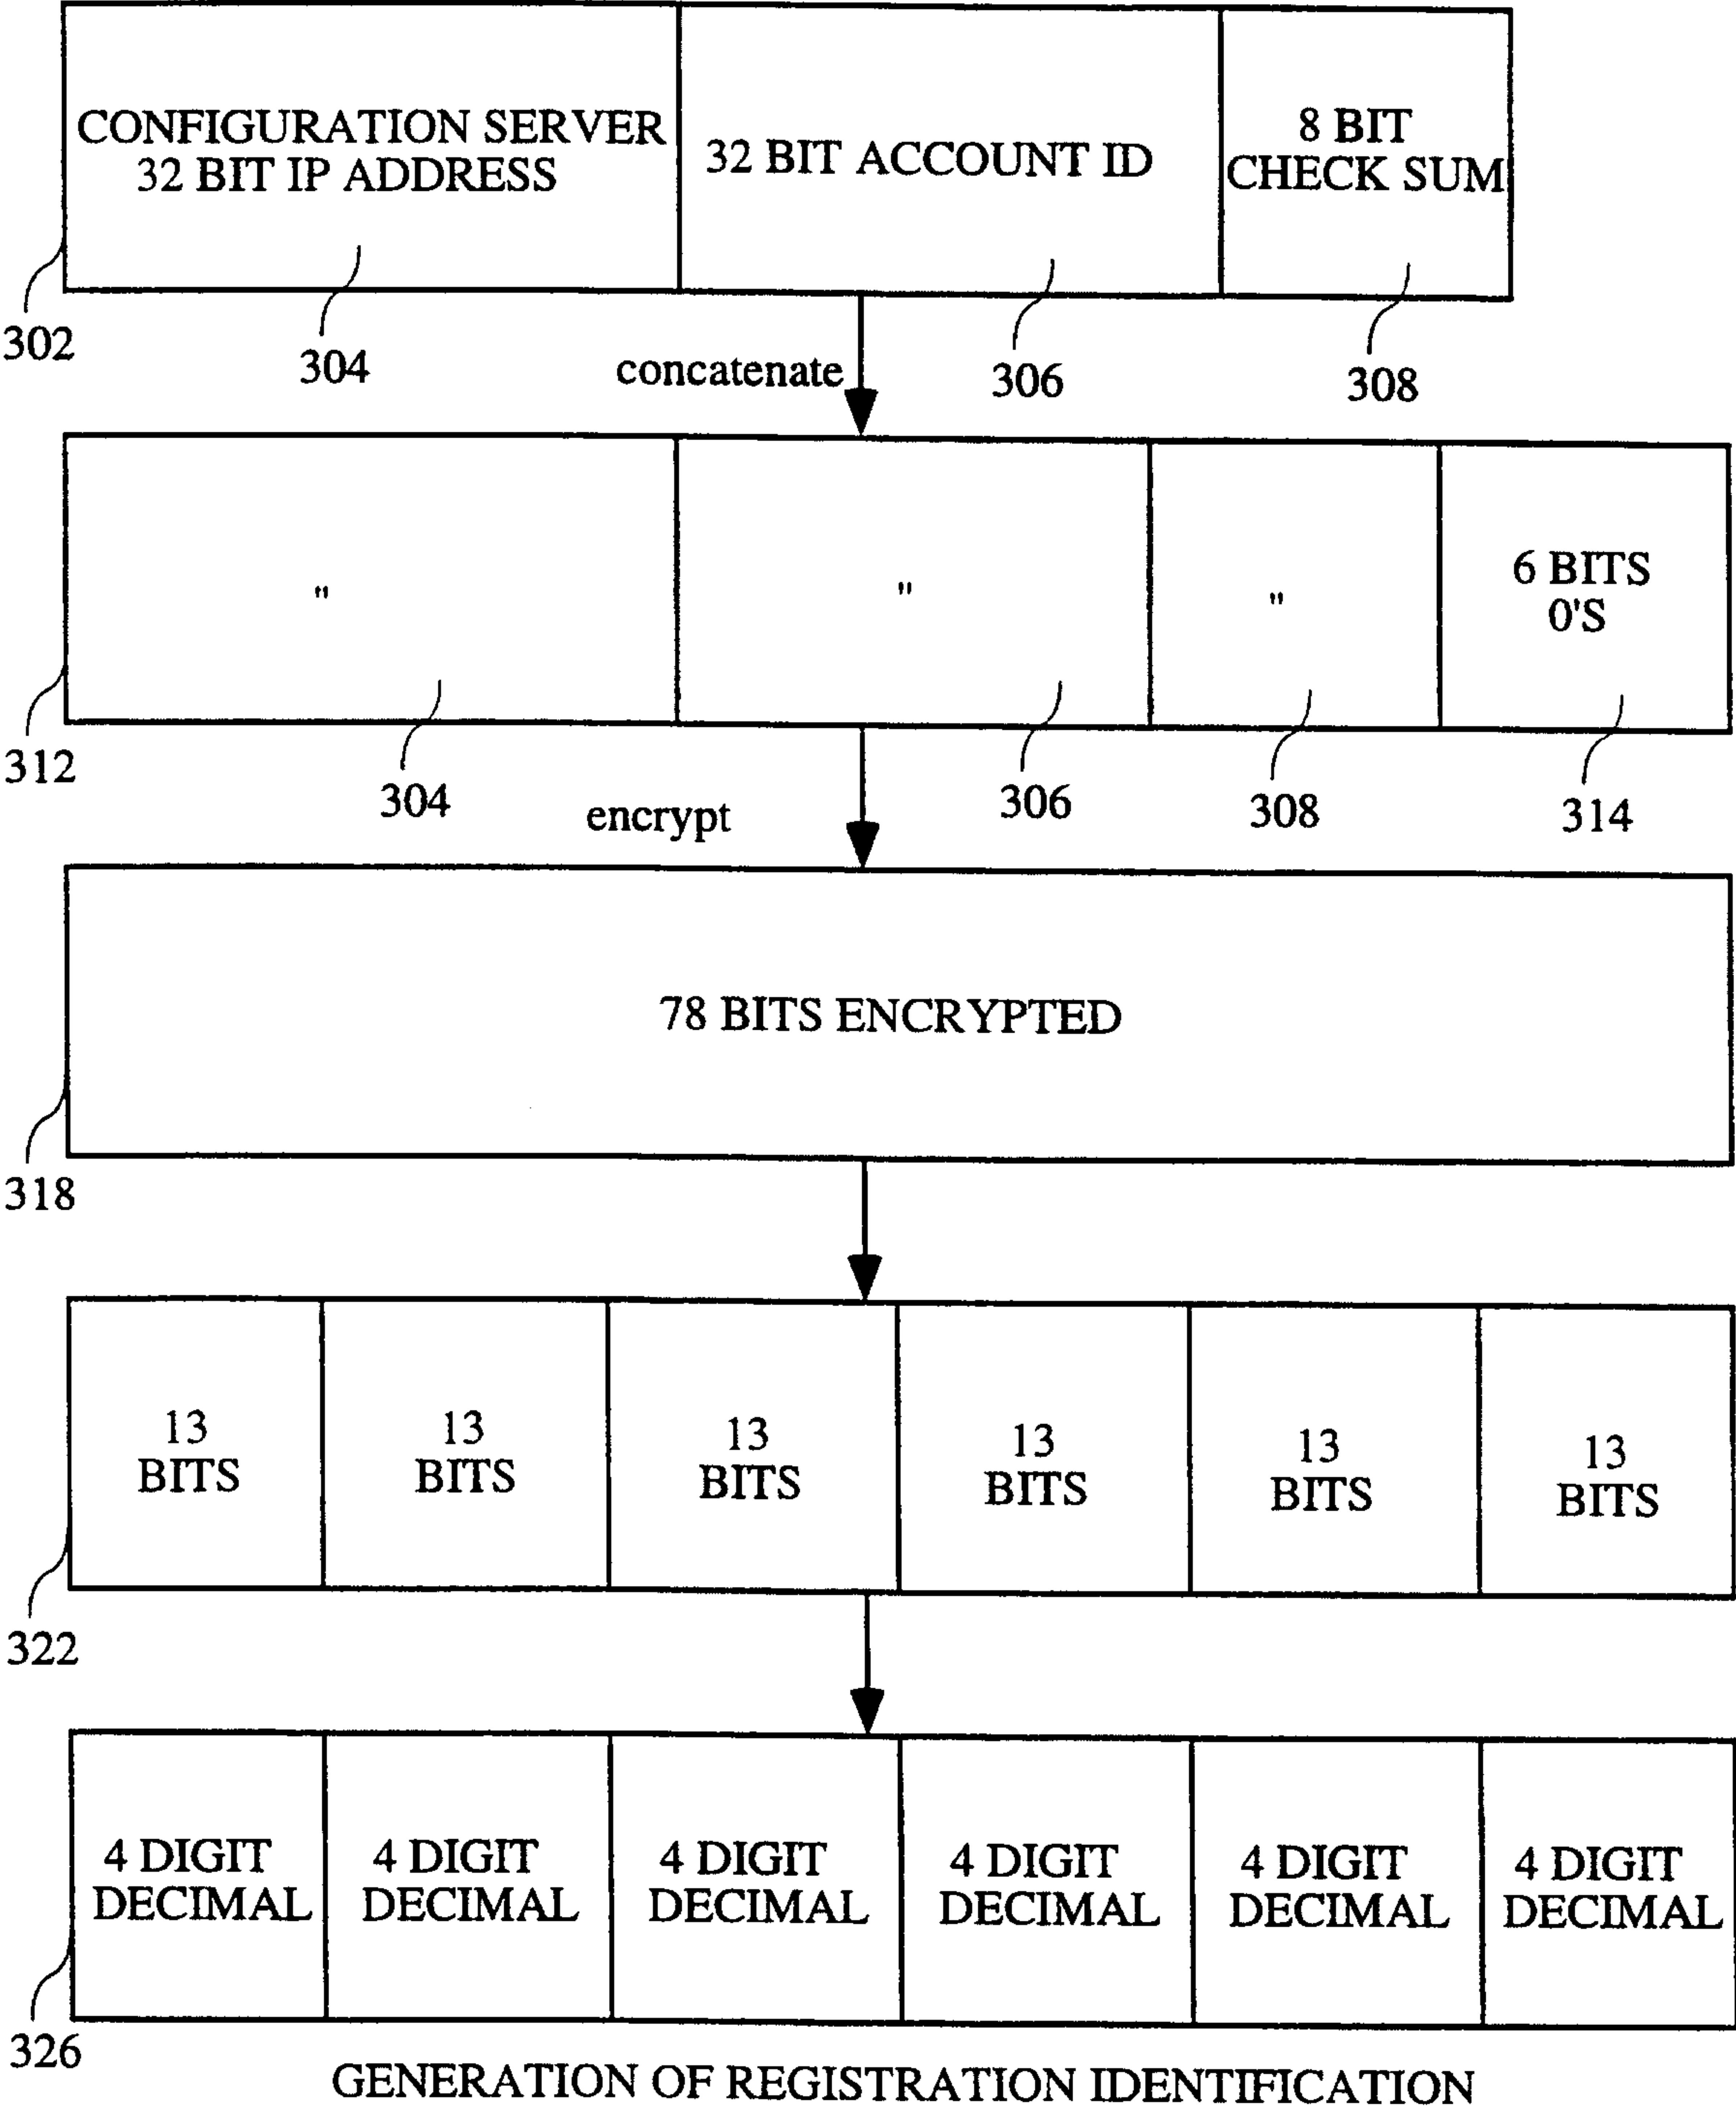 CONFIGURATION SERVER
32 BIT IP ADDRESS
32 BIT ACCOUNT ID
8 BIT
CHECK SUM
302
304
concatenate
306
308
"
"
"
6 BITS
0'S
312
304
encrypt
306
308
314
78 BITS ENCRYPTED
318
13
BITS
13
BITS
13
BITS
13
BITS
13
BITS
13
BITS
322
4 DIGIT
DECIMAL
4 DIGIT
DECIMAL
4 DIGIT
DECIMAL
4 DIGIT
DECIMAL
4 DIGIT
DECIMAL
4 DIGIT
DECIMAL
326
GENERATION OF REGISTRATION IDENTIFICATION